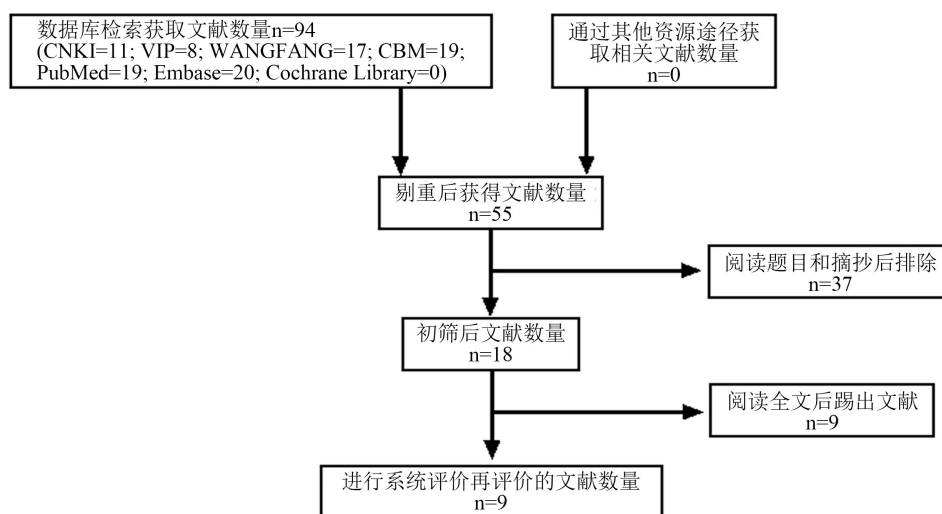 数据库检索获取文献数量n=94
(CNKI=11; VIP=8; WANGFANG=17; CBM=19;
PubMed=19; Embase=20; Cochrane Library=0)
通过其他资源途径获
取相关文献数量
n=0
剔重后获得文献数量
n=55
阅读题目和摘抄后排除
n=37
初筛后文献数量
n=18
阅读全文后踢出文献
n=9
进行系统评价再评价的文献数量
n=9